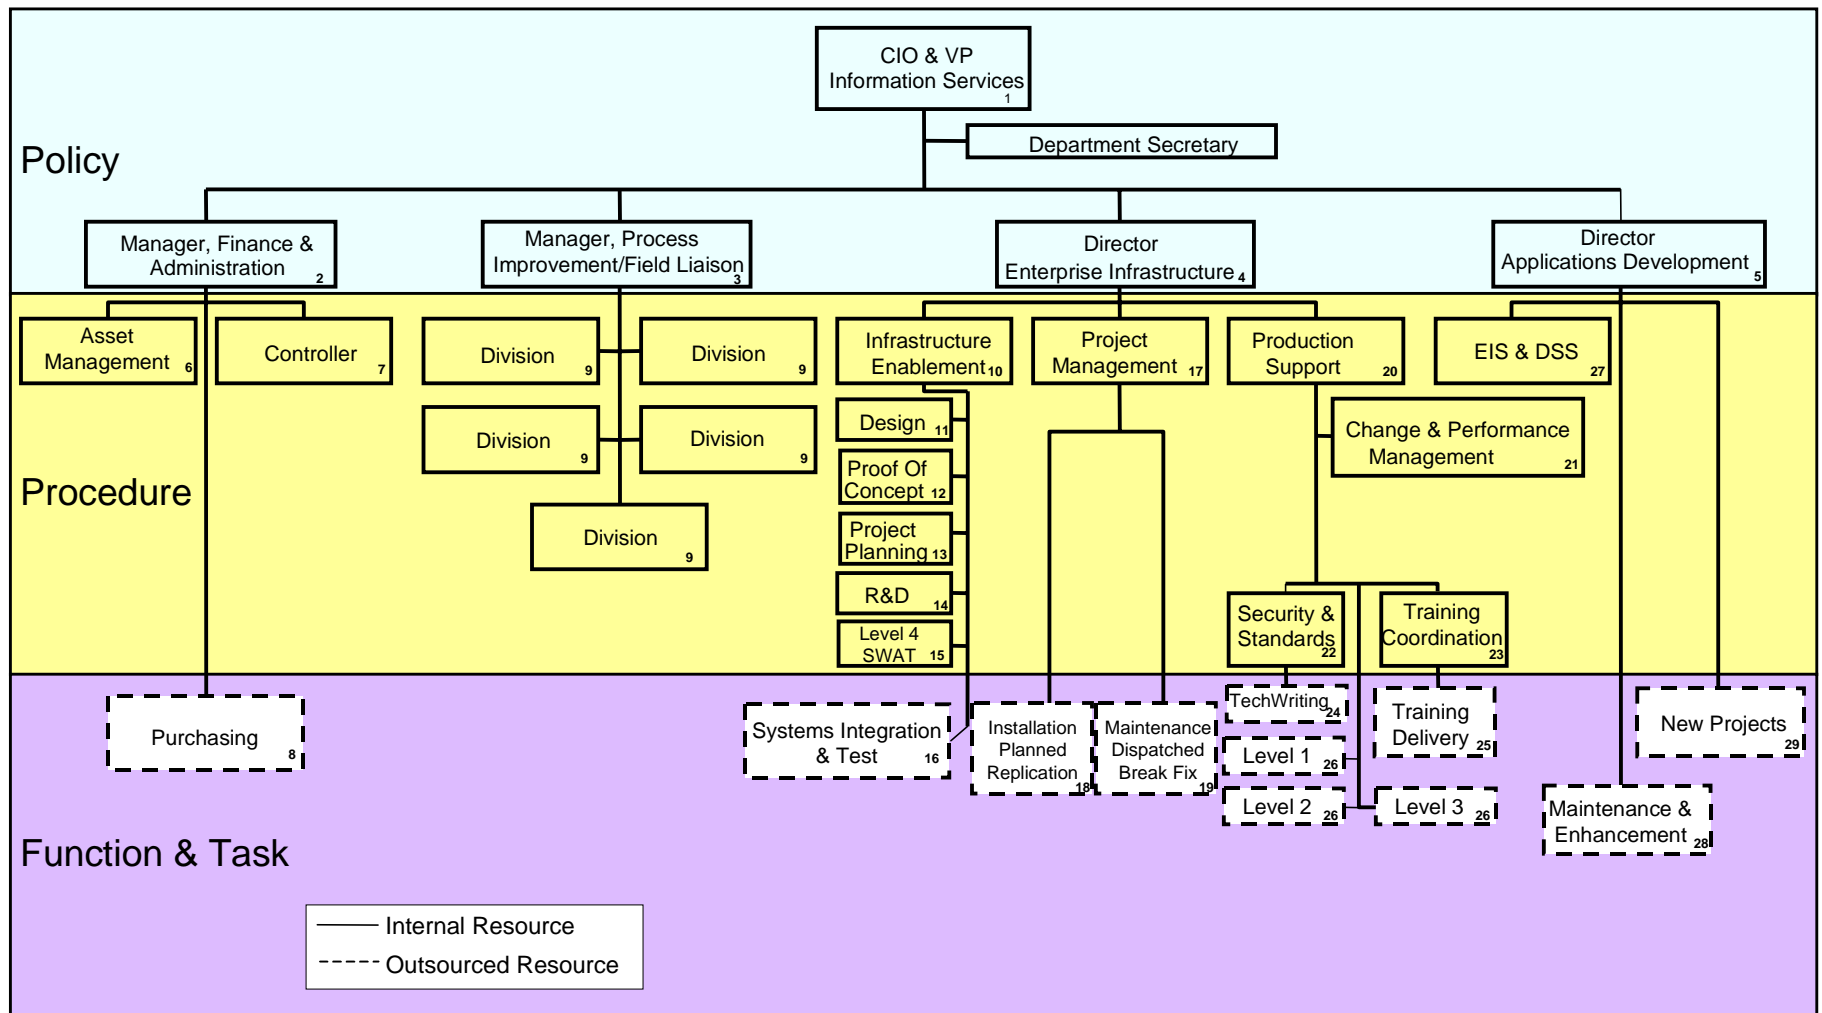 CIO & VP
Information Services
1
Department Secretary
Policy
Manager, Finance &
Administration 2
Manager, Process
Improvement/Field Liaison
3
Director
Enterprise Infrastructure 4
Director
Applications Development 5
Asset
Management 6
Controller 7
Division
9
Division
9
Division
9
Division
9
Division
9
Infrastructure
Enablement 10
Project
Management 17
Production
Support 20
EIS & DSS
27
Design 11
Proof Of
Concept 12
Project
Planning 13
R&D 14
Level 4
SWAT 15
Change & Performance
Management 21
Procedure
Security &
Standards
22
Training
Coordination
23
Purchasing
8
Systems Integration
& Test 16
Installation
Planned
Replication 18
Maintenance
Dispatched
Break Fix
19
TechWriting 24
Level 1 26
Level 2 26
Training
Delivery 25
Level 3 26
New Projects
29
Maintenance &
Enhancement 28
Function & Task
Internal Resource
Outsourced Resource